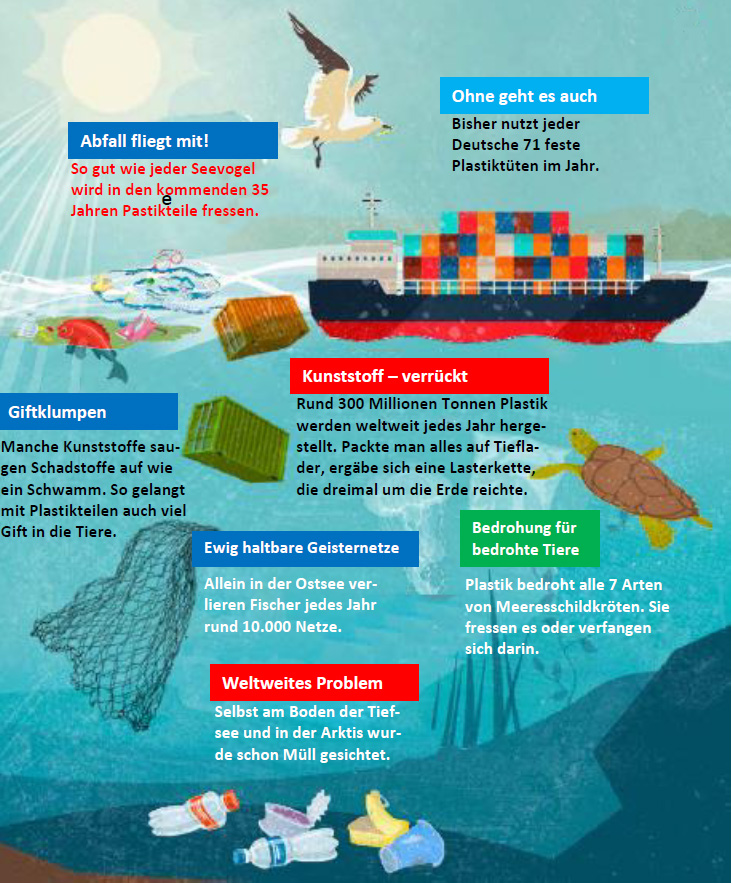 Ohne geht es auch
Bisher nutzt jeder
Deutsche 71 feste
Plastiktüten im Jahr.
Abfall fliegt mit!
So gut wie jeder Seevogel
wird in den kommenden 35
e
Jahren Pastikteile fressen.
Kunststoff – verrückt
Rund 300 Millionen Tonnen Plastik
werden weltweit jedes Jahr herge-
stellt. Packte man alles auf Tiefla-
der, ergäbe sich eine Lasterkette,
die dreimal um die Erde reichte.
Giftklumpen
Manche Kunststoffe sau-
gen Schadstoffe auf wie
ein Schwamm. So gelangt
mit Plastikteilen auch viel
Gift in die Tiere.
Ewig haltbare Geisternetze
Allein in der Ostsee ver-
lieren Fischer jedes Jahr
rund 10.000 Netze.
Bedrohung für
bedrohte Tiere
Plastik bedroht alle 7 Arten
von Meeresschildkröten. Sie
fressen es oder verfangen
sich darin.
Weltweites Problem
Selbst am Boden der Tief-
see und in der Arktis wur-
de schon Müll gesichtet.